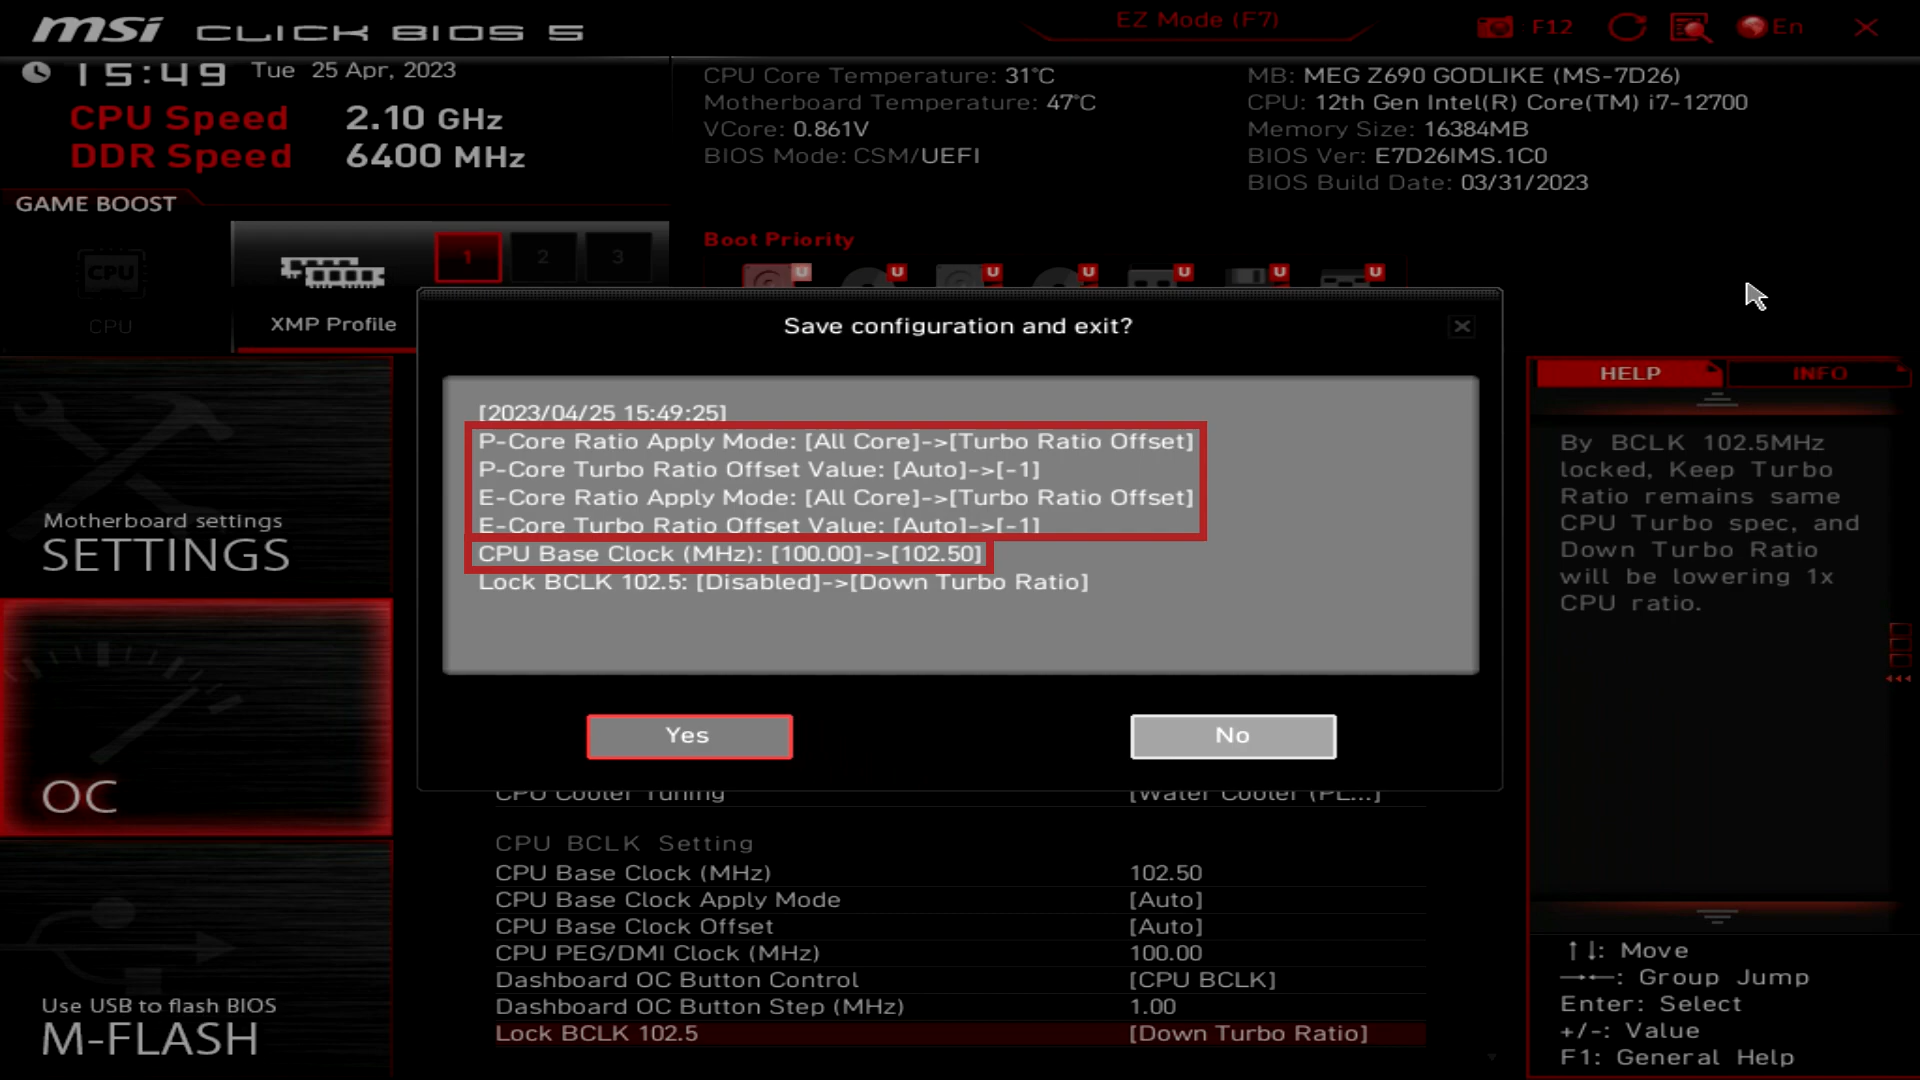 msi CLICK BIOS 5
EZ Mode (F7)
F12
En
15:49 Tue 25 Apr, 2023
CPU Speed 2.10 GHz
DDR Speed 6400 MHz
CPU Core Temperature: 31°C
Motherboard Temperature: 47°C
VCore: 0.861V
BIOS Mode: CSM/UEFI
MB: MEG Z690 GODLIKE (MS-7D26)
CPU: 12th Gen Intel(R) Core(TM) i7-12700
Memory Size: 16384MB
BIOS Ver: E7D26IMS.1C0
BIOS Build Date: 03/31/2023
GAME BOOST
CPU
CPU
XMP Profile
1 2 3
Boot Priority
U U U U U U U
Save configuration and exit?
[2023/04/25 15:49:25]
P-Core Ratio Apply Mode: [All Core]->[Turbo Ratio Offset]
P-Core Turbo Ratio Offset Value: [Auto]->[-1]
E-Core Ratio Apply Mode: [All Core]->[Turbo Ratio Offset]
E-Core Turbo Ratio Offset Value: [Auto]->[-1]
CPU Base Clock (MHz): [100.00]->[102.50]
Lock BCLK 102.5: [Disabled]->[Down Turbo Ratio]
Yes
No
Motherboard settings
SETTINGS
OC
Use USB to flash BIOS
M-FLASH
CPU Cooler Tuning [Water Cooler (PL...]
CPU BCLK Setting
CPU Base Clock (MHz) 102.50
CPU Base Clock Apply Mode [Auto]
CPU Base Clock Offset [Auto]
CPU PEG/DMI Clock (MHz) 100.00
Dashboard OC Button Control [CPU BCLK]
Dashboard OC Button Step (MHz) 1.00
Lock BCLK 102.5 [Down Turbo Ratio]
HELP
INFO
By BCLK 102.5MHz
locked, Keep Turbo
Ratio remains same
CPU Turbo spec, and
Down Turbo Ratio
will be lowering 1x
CPU ratio.
↑↓: Move
→←: Group Jump
Enter: Select
+/-: Value
F1: General Help